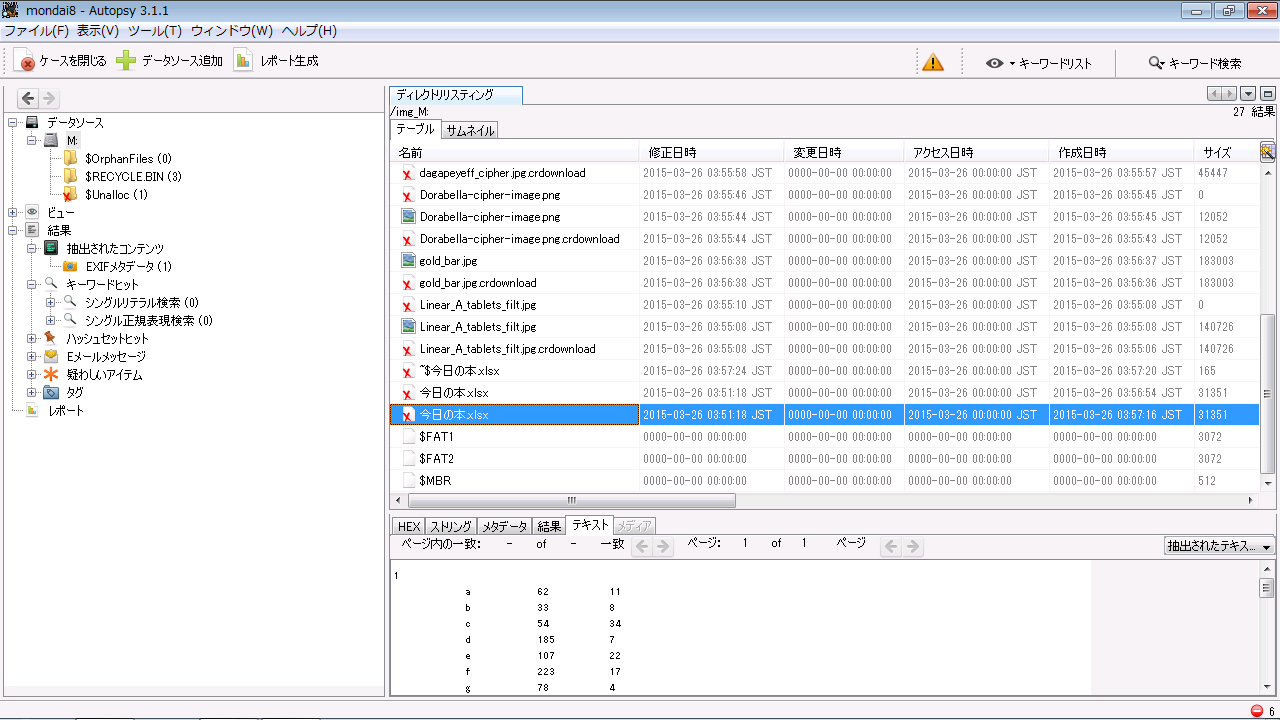 mondai8 - Autopsy 3.1.1
ファイル(F) 表示(V) ツール(T) ウィンドウ(W) ヘルプ(H)
ケースを閉じる データソース追加 レポート生成 キーワードリスト キーワード検索
データソース
M:
$OrphanFiles (0)
$RECYCLE.BIN (3)
$Unalloc (1)
ビュー
結果
抽出されたコンテンツ
EXIFメタデータ (1)
キーワードヒット
シングルリテラル検索 (0)
シングル正規表現検索 (0)
ハッシュセットヒット
Eメールメッセージ
疑わしいアイテム
タグ
レポート
ディレクトリリスティング
/img_M:
27 結果
テーブル サムネイル
名前 修正日時 変更日時 アクセス日時 作成日時 サイズ
dagapeyeff_cipher.jpg.crdownload 2015-03-26 03:55:58 JST 0000-00-00 00:00:00 2015-03-26 00:00:00 JST 2015-03-26 03:55:57 JST 45447
Dorabella-cipher-image.png 2015-03-26 03:55:46 JST 0000-00-00 00:00:00 2015-03-26 00:00:00 JST 2015-03-26 03:55:45 JST 0
Dorabella-cipher-image.png 2015-03-26 03:55:44 JST 0000-00-00 00:00:00 2015-03-26 00:00:00 JST 2015-03-26 03:55:45 JST 12052
Dorabella-cipher-image.png.crdownload 2015-03-26 03:55:44 JST 0000-00-00 00:00:00 2015-03-26 00:00:00 JST 2015-03-26 03:55:43 JST 12052
gold_bar.jpg 2015-03-26 03:56:38 JST 0000-00-00 00:00:00 2015-03-26 00:00:00 JST 2015-03-26 03:56:37 JST 183003
gold_bar.jpg.crdownload 2015-03-26 03:56:38 JST 0000-00-00 00:00:00 2015-03-26 00:00:00 JST 2015-03-26 03:56:36 JST 183003
Linear_A_tablets_filt.jpg 2015-03-26 03:55:10 JST 0000-00-00 00:00:00 2015-03-26 00:00:00 JST 2015-03-26 03:55:08 JST 0
Linear_A_tablets_filt.jpg 2015-03-26 03:55:08 JST 0000-00-00 00:00:00 2015-03-26 00:00:00 JST 2015-03-26 03:55:08 JST 140726
Linear_A_tablets_filt.jpg.crdownload 2015-03-26 03:55:08 JST 0000-00-00 00:00:00 2015-03-26 00:00:00 JST 2015-03-26 03:55:06 JST 140726
~$今日の本.xlsx 2015-03-26 03:57:24 JST 0000-00-00 00:00:00 2015-03-26 00:00:00 JST 2015-03-26 03:57:20 JST 165
今日の本.xlsx 2015-03-26 03:51:18 JST 0000-00-00 00:00:00 2015-03-26 00:00:00 JST 2015-03-26 03:56:54 JST 31351
今日の本.xlsx 2015-03-26 03:51:18 JST 0000-00-00 00:00:00 2015-03-26 00:00:00 JST 2015-03-26 03:57:16 JST 31351
$FAT1 0000-00-00 00:00:00 0000-00-00 00:00:00 0000-00-00 00:00:00 0000-00-00 00:00:00 3072
$FAT2 0000-00-00 00:00:00 0000-00-00 00:00:00 0000-00-00 00:00:00 0000-00-00 00:00:00 3072
$MBR 0000-00-00 00:00:00 0000-00-00 00:00:00 0000-00-00 00:00:00 0000-00-00 00:00:00 512
HEX ストリング メタデータ 結果 テキスト メディア
ページ内の一致: - of - 一致 ページ: 1 of 1 ページ 抽出されたテキス...
1
a 62 11
b 33 8
c 54 34
d 185 7
e 107 22
f 223 17
g 78 4
6